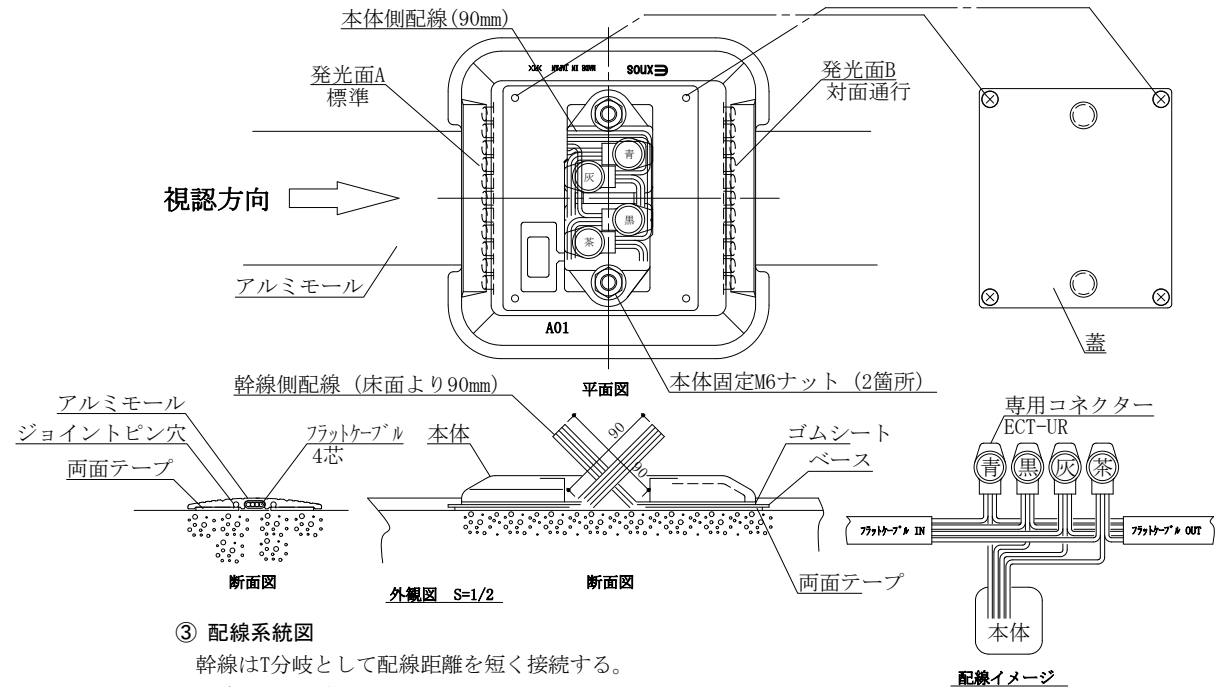 本体側配線(90mm)
発光面A
標準
発光面B
対面通行
MADE IN JAPAN
EXNOS
青
灰
黒
茶
視認方向
アルミモール
A01
蓋
平面図
本体固定M6ナット (2箇所)
幹線側配線 (床面より90mm)
アルミモール
ジョイントピン穴
両面テープ
フラットケーブル
4芯
本体
90
90
ゴムシート
ベース
両面テープ
断面図
外観図 S=1/2
断面図
専用コネクター
ECT-UR
青 黒 灰 茶
フラットケーブル IN
フラットケーブル OUT
本体
配線イメージ
③ 配線系統図
幹線はT分岐として配線距離を短く接続する。